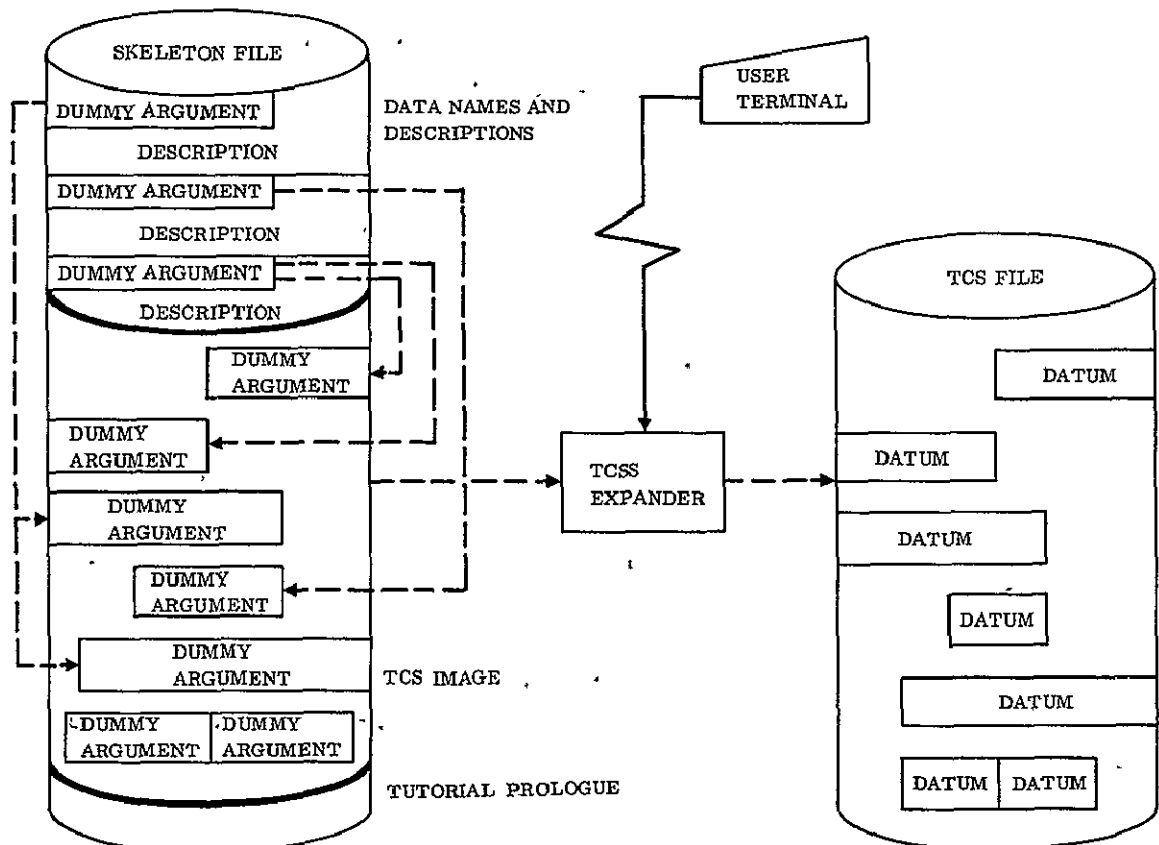 SKELETON FILE
DUMMY ARGUMENT
DATA NAMES AND
DESCRIPTIONS
DESCRIPTION
DUMMY ARGUMENT
DESCRIPTION
DUMMY ARGUMENT
DESCRIPTION
DUMMY
ARGUMENT
DUMMY
ARGUMENT
DUMMY
ARGUMENT
DUMMY
ARGUMENT
DUMMY
ARGUMENT
TCS IMAGE
DUMMY
ARGUMENT
DUMMY
ARGUMENT
TUTORIAL PROLOGUE
USER
TERMINAL
TCSS
EXPANDER
TCS FILE
DATUM
DATUM
DATUM
DATUM
DATUM
DATUM
DATUM